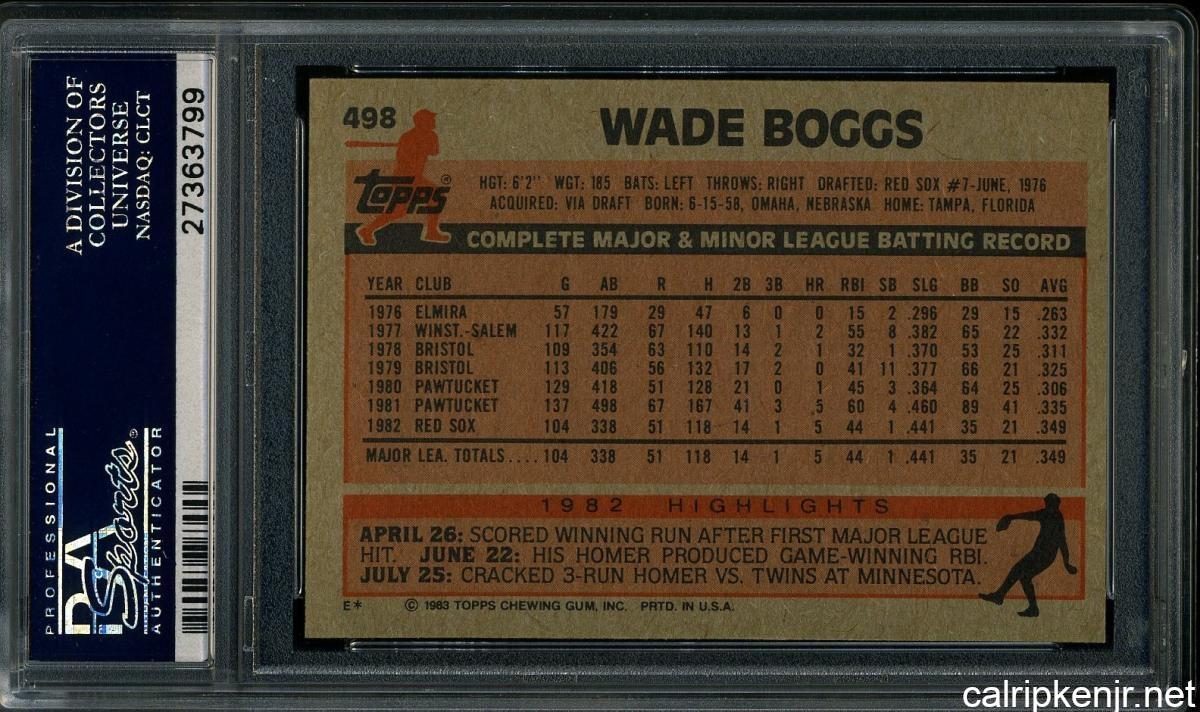 A DIVISION OF
COLLECTORS
UNIVERSE
NASDAQ: CLCT
27363799
PROFESSIONAL
PSA
Sports®
AUTHENTICATOR
498
WADE BOGGS
Topps®
HGT: 6'2" WGT: 185 BATS: LEFT THROWS: RIGHT DRAFTED: RED SOX #7-JUNE, 1976
ACQUIRED: VIA DRAFT BORN: 6-15-58, OMAHA, NEBRASKA HOME: TAMPA, FLORIDA
COMPLETE MAJOR & MINOR LEAGUE BATTING RECORD
YEAR CLUB G AB R H 2B 3B HR RBI SB SLG BB SO AVG
1976 ELMIRA 57 179 29 47 6 0 0 15 2 .296 29 15 .263
1977 WINST.-SALEM 117 422 67 140 13 1 2 55 8 .382 65 22 .332
1978 BRISTOL 109 354 63 110 14 2 1 32 1 .370 53 25 .311
1979 BRISTOL 113 406 56 132 17 2 0 41 11 .377 66 21 .325
1980 PAWTUCKET 129 418 51 128 21 0 1 45 3 .364 64 25 .306
1981 PAWTUCKET 137 498 67 167 41 3 5 60 4 .460 89 41 .335
1982 RED SOX 104 338 51 118 14 1 5 44 1 .441 35 21 .349
MAJOR LEA. TOTALS.... 104 338 51 118 14 1 5 44 1 .441 35 21 .349
1982 HIGHLIGHTS
APRIL 26: SCORED WINNING RUN AFTER FIRST MAJOR LEAGUE
HIT. JUNE 22: HIS HOMER PRODUCED GAME-WINNING RBI.
JULY 25: CRACKED 3-RUN HOMER VS. TWINS AT MINNESOTA.
E* © 1983 TOPPS CHEWING GUM, INC. PRTD. IN U.S.A.
calripkenjr.net